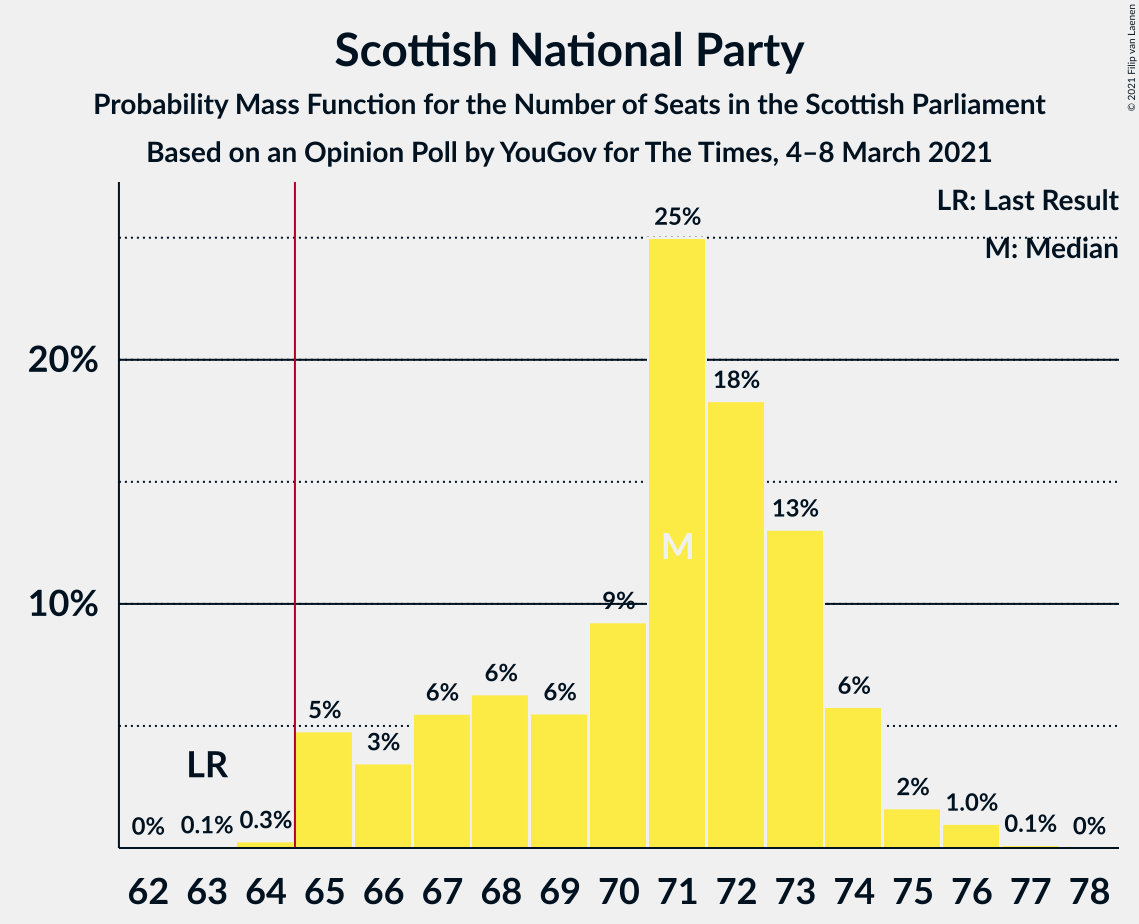 Scottish National Party
Probability Mass Function for the Number of Seats in the Scottish Parliament
Based on an Opinion Poll by YouGov for The Times, 4–8 March 2021
© 2021 Filip van Laenen
LR: Last Result
M: Median
25%
20%
18%
13%
M
10%
9%
6%
6%
6%
6%
5%
3%
LR
2%
1.0%
0%
0.1%
0.3%
0.1%
0%
62 63 64 65 66 67 68 69 70 71 72 73 74 75 76 77 78